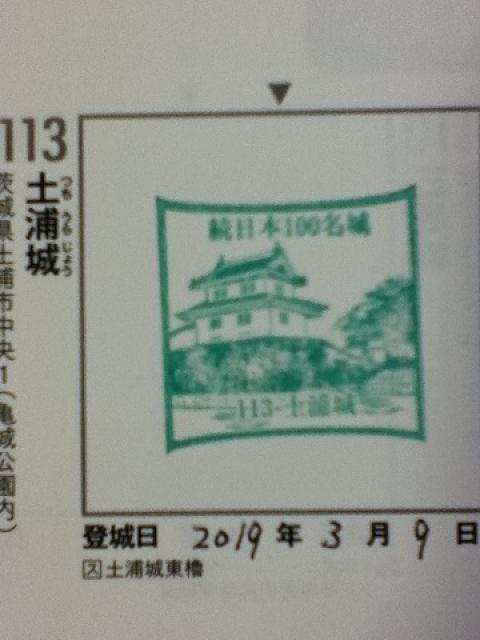 113
土浦城
つち うら じょう
茨城県土浦市中央1(亀城公園内)
続日本100名城
113-土浦城
登城日 2019年 3月 9日
ス土浦城東櫓